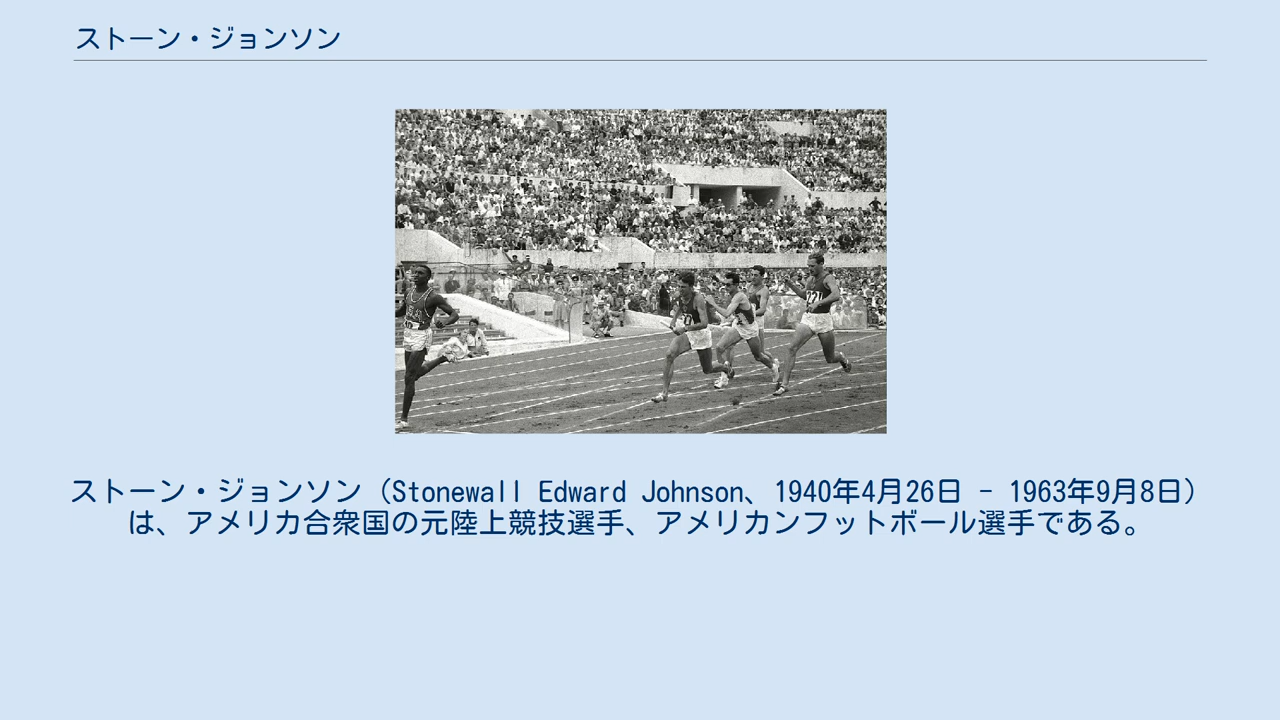 ストーン・ジョンソン
ストーン・ジョンソン（Stonewall Edward Johnson、1940年4月26日 - 1963年9月8日）
は、アメリカ合衆国の元陸上競技選手、アメリカンフットボール選手である。